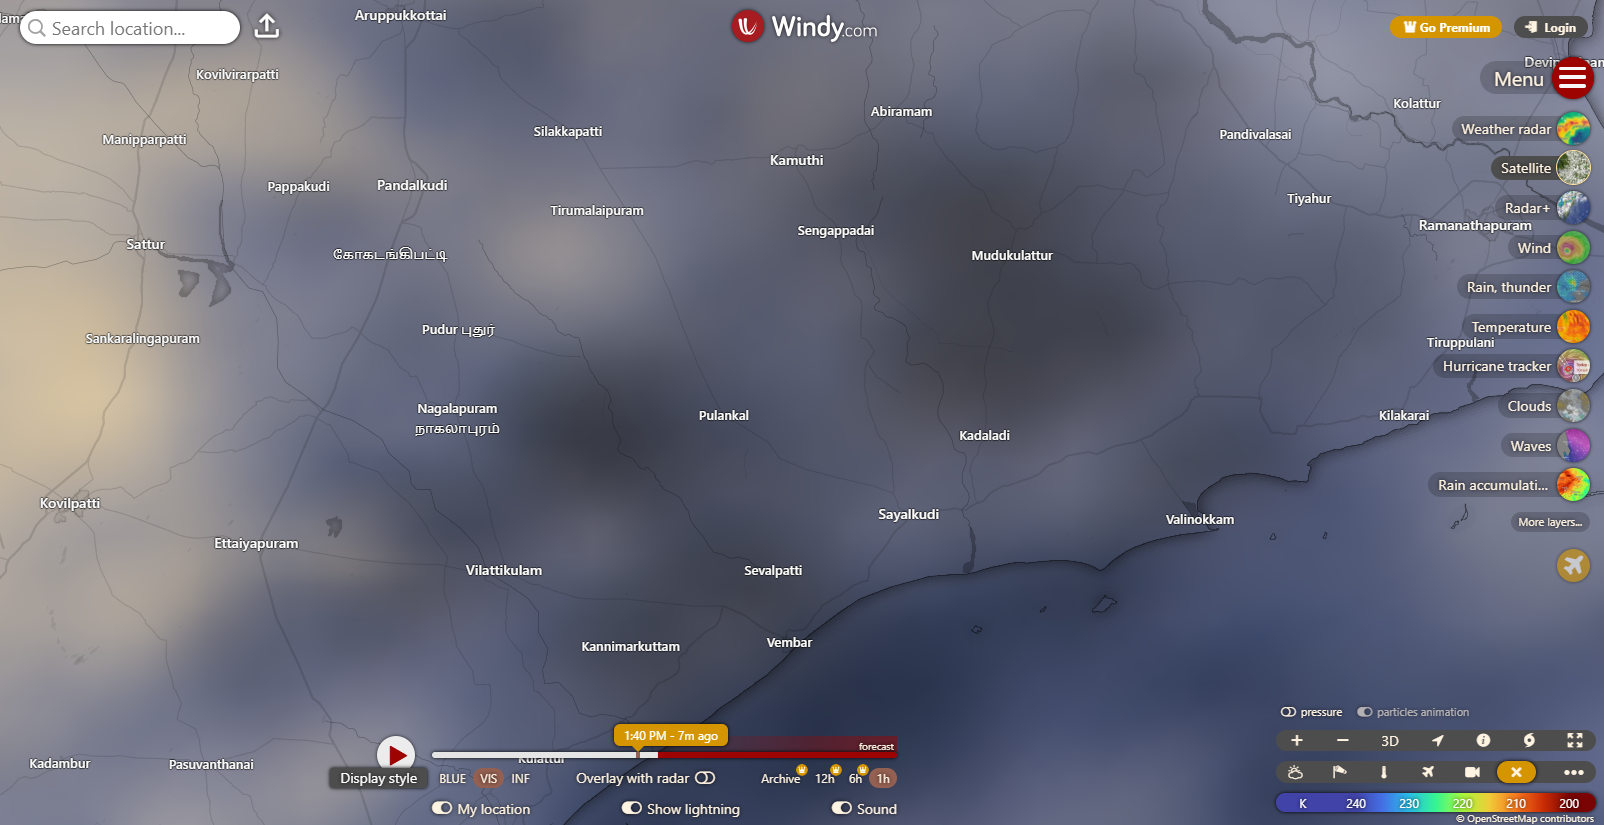 Aruppukkottai
Search location...
Windy.com
Go Premium
Login
Kovilvirarpatti
Menu
Abiramam
Kolattur
Manipparpatti
Silakkapatti
Pandivalasai
Weather radar
Kamuthi
Satellite
Pappakudi
Pandalkudi
Tirumalaipuram
Tiyahur
Radar+
Sengappadai
Ramanathapuram
Sattur
கோகடங்கிபட்டி
Mudukulattur
Wind
Rain, thunder
Pudur புதுர்
Temperature
Sankaralingapuram
Tiruppulani
Hurricane tracker
Nagalapuram
நாகலாபுரம்
Pulankal
Kadaladi
Kilakarai
Clouds
Waves
Rain accumulati...
Kovilpatti
Sayalkudi
Valinokkam
More layers...
Ettaiyapuram
Vilattikulam
Sevalpatti
Kannimarkuttam
Vembar
pressure
particles animation
1:40 PM - 7m ago
forecast
3D
Kadambur
Pasuvanthanai
Kulattur
Display style
BLUE VIS INF
Overlay with radar
Archive 12h 6h 1h
My location
Show lightning
Sound
K 240 230 220 210 200
© OpenStreetMap contributors